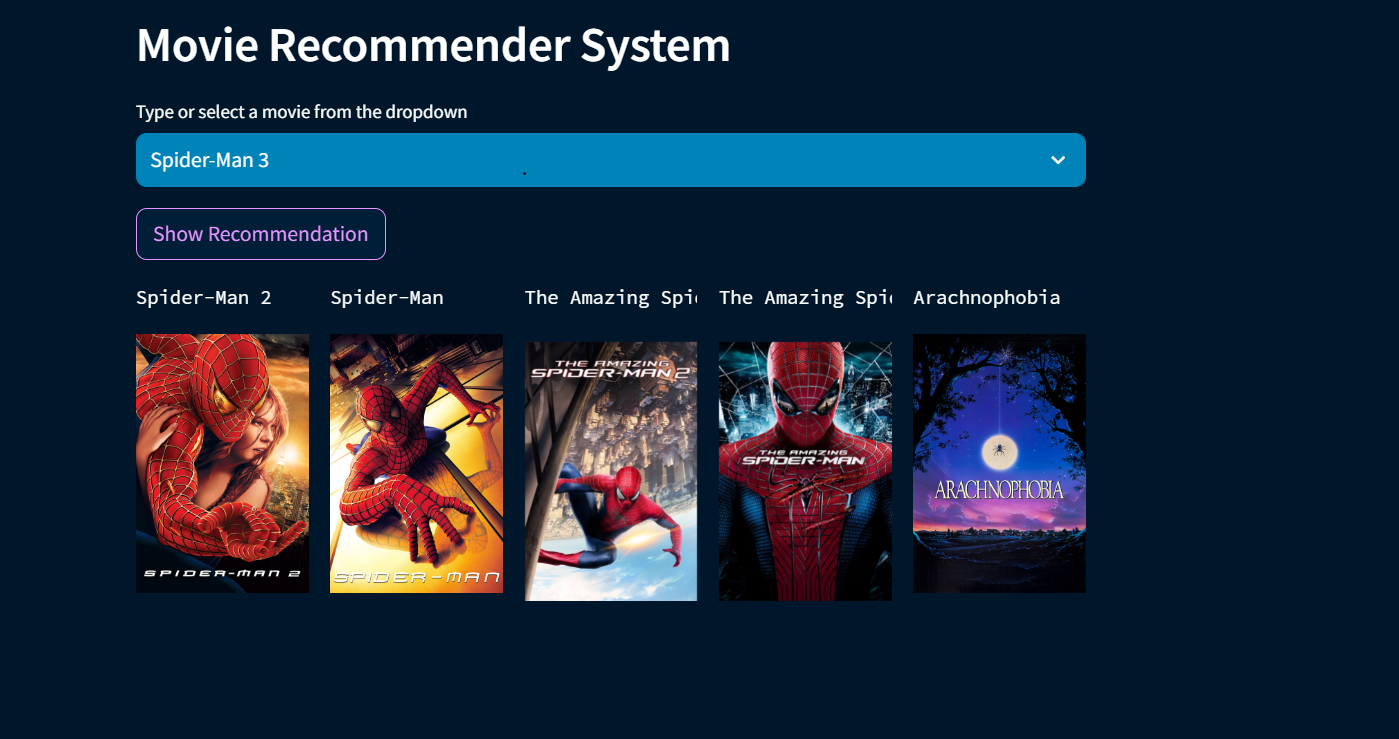 Movie Recommender System
Type or select a movie from the dropdown
Spider-Man 3
Show Recommendation
Spider-Man 2
Spider-Man
The Amazing Spi
The Amazing Spi
Arachnophobia
SPIDER-MAN 2
SPIDER-MAN
THE AMAZING
SPIDER-MAN 2
THE AMAZING
SPIDER-MAN
ARACHNOPHOBIA